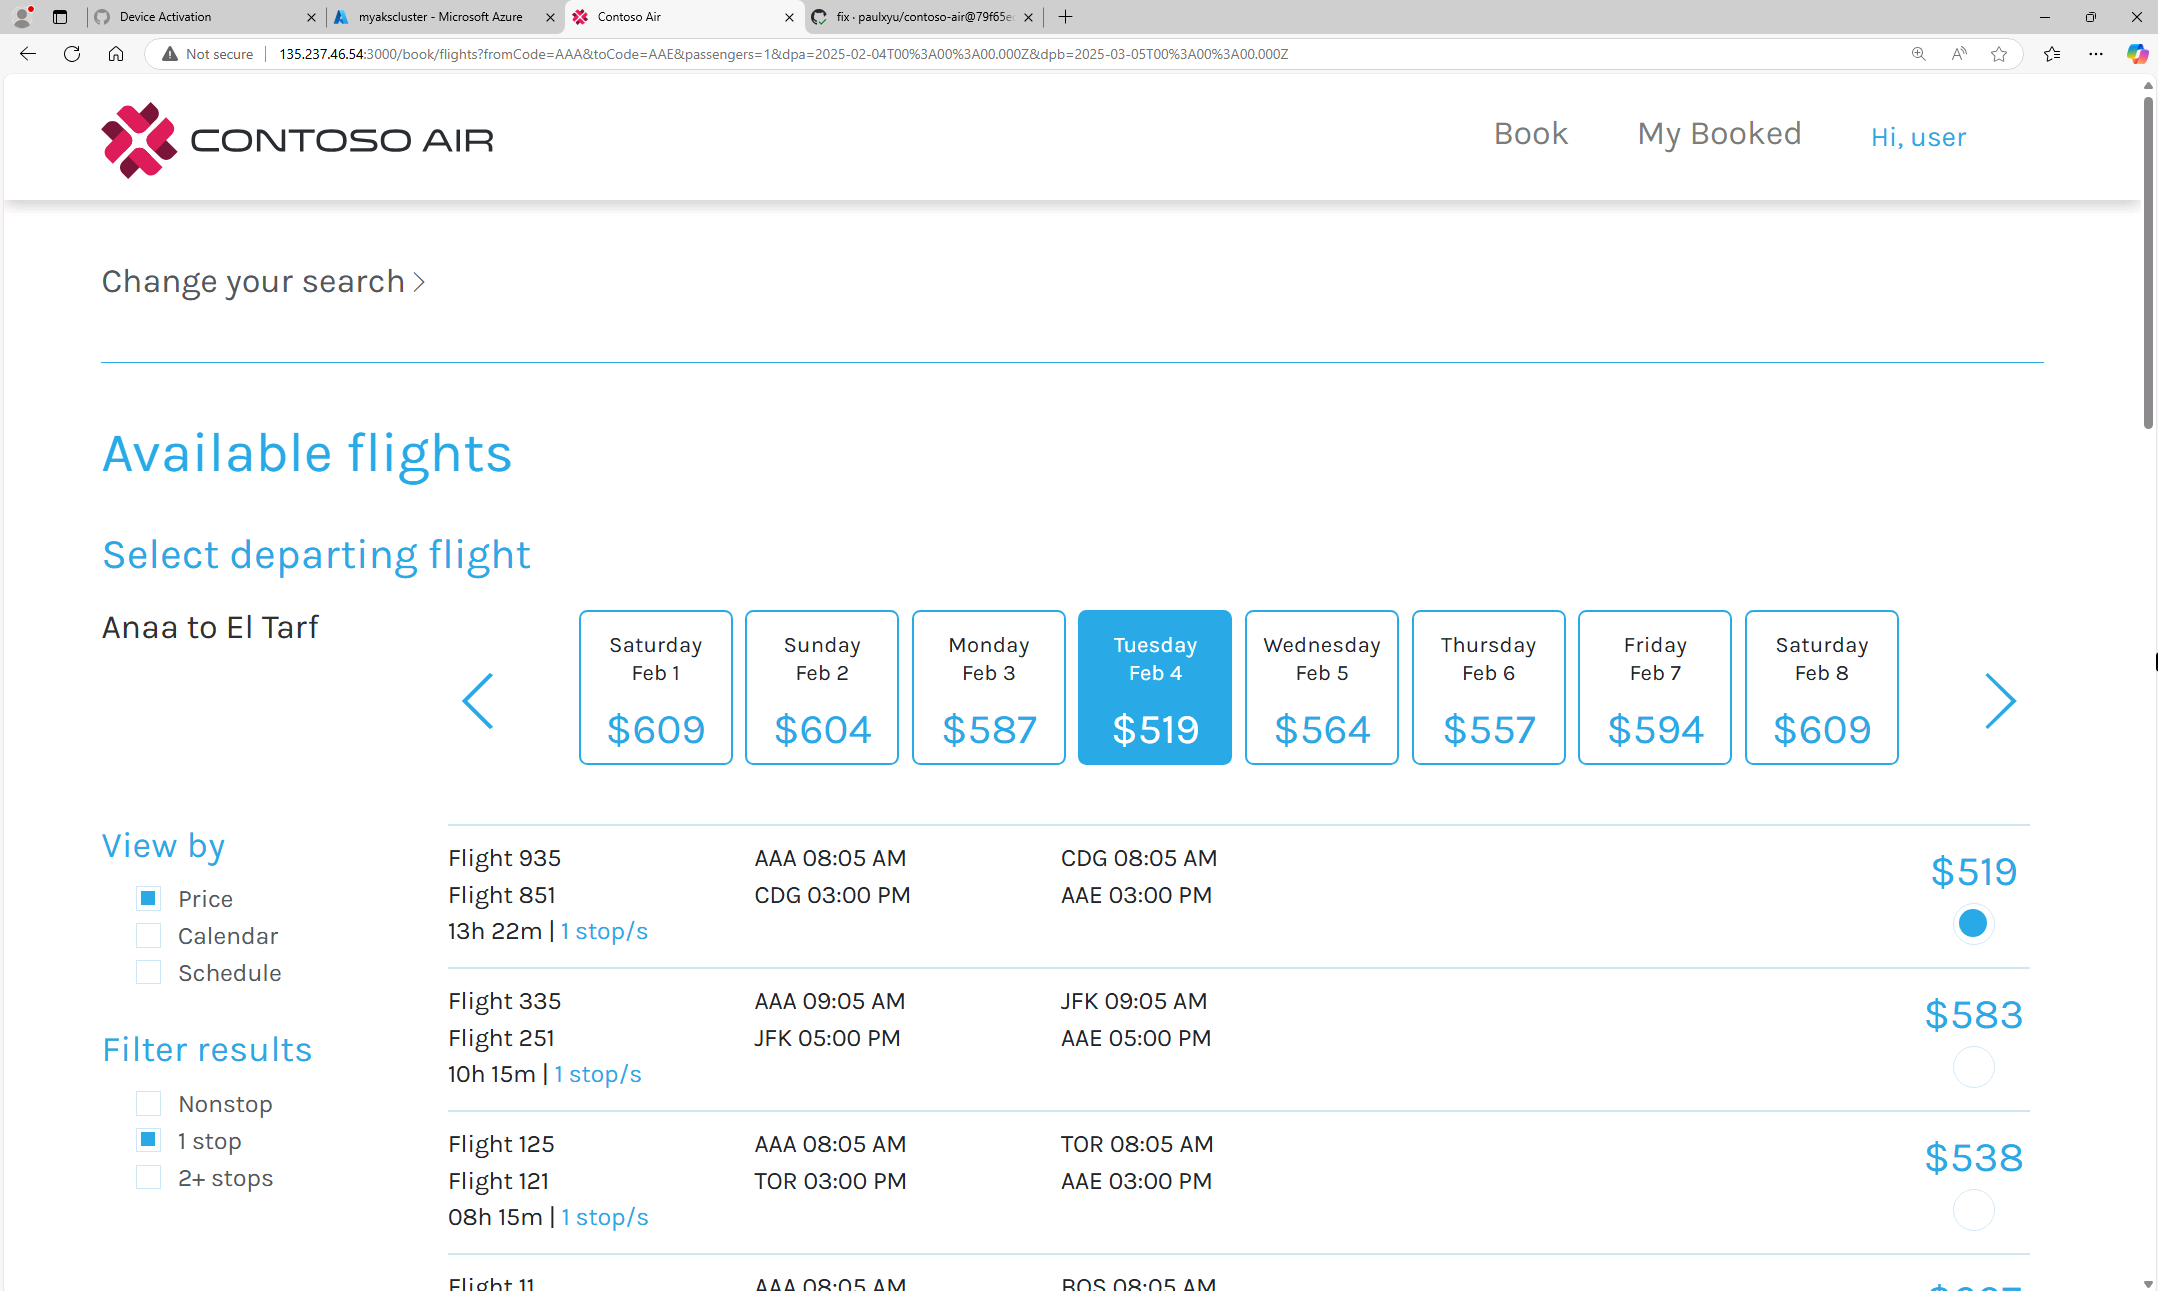 Device Activation
myakscluster - Microsoft Azure
Contoso Air
fix · paulxyu/contoso-air@79f65e
Not secure
135.237.46.54:3000/book/flights?fromCode=AAA&toCode=AAE&passengers=1&dpa=2025-02-04T00%3A00%3A00.000Z&dpb=2025-03-05T00%3A00%3A00.000Z
CONTOSO AIR
Book
My Booked
Hi, user
Change your search
Available flights
Select departing flight
Anaa to El Tarf
Saturday
Feb 1
$609
Sunday
Feb 2
$604
Monday
Feb 3
$587
Tuesday
Feb 4
$519
Wednesday
Feb 5
$564
Thursday
Feb 6
$557
Friday
Feb 7
$594
Saturday
Feb 8
$609
View by
Price
Calendar
Schedule
Filter results
Nonstop
1 stop
2+ stops
Flight 935 AAA 08:05 AM CDG 08:05 AM
Flight 851 CDG 03:00 PM AAE 03:00 PM
13h 22m | 1 stop/s
$519
Flight 335 AAA 09:05 AM JFK 09:05 AM
Flight 251 JFK 05:00 PM AAE 05:00 PM
10h 15m | 1 stop/s
$583
Flight 125 AAA 08:05 AM TOR 08:05 AM
Flight 121 TOR 03:00 PM AAE 03:00 PM
08h 15m | 1 stop/s
$538
Flight 11 AAA 08:05 AM BOS 08:05 AM